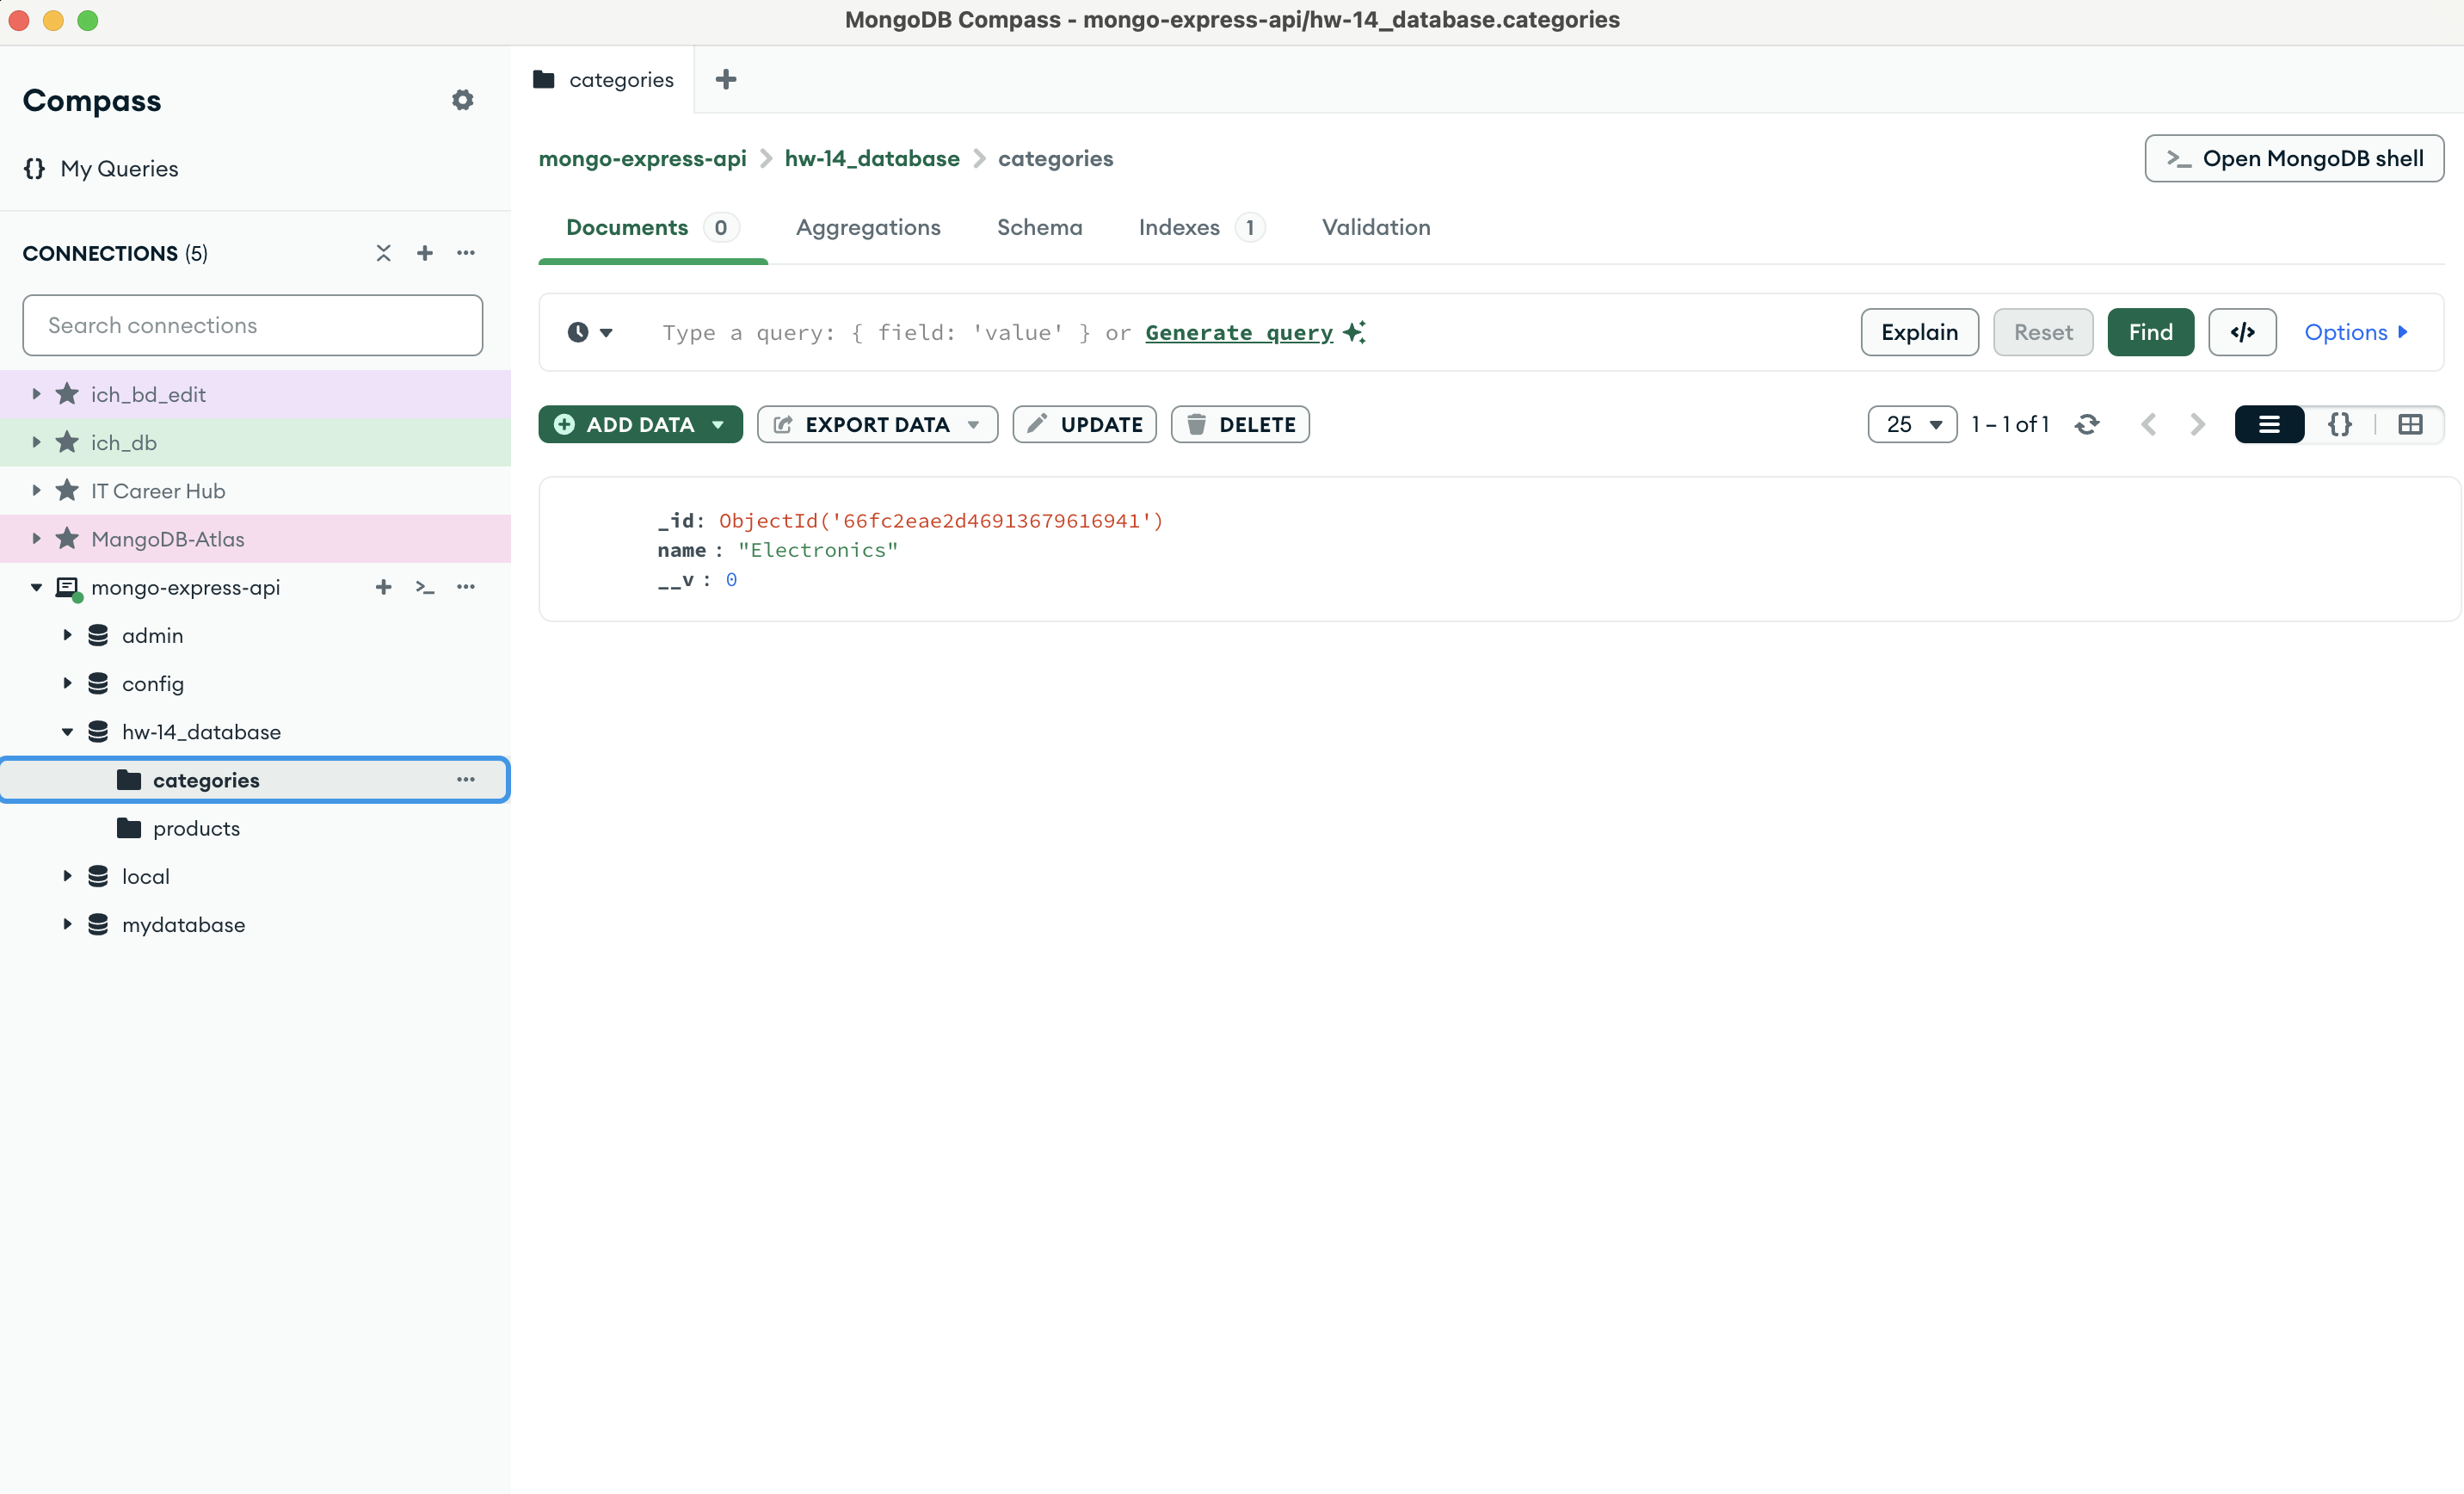 MongoDB Compass - mongo-express-api/hw-14_database.categories
Compass
My Queries
CONNECTIONS (5)
Search connections
ich_bd_edit
ich_db
IT Career Hub
MangoDB-Atlas
mongo-express-api
admin
config
hw-14_database
categories
products
local
mydatabase
categories
mongo-express-api > hw-14_database > categories
>_ Open MongoDB shell
Documents 0 Aggregations Schema Indexes 1 Validation
Type a query: { field: 'value' } or Generate query
Explain Reset Find </> Options
ADD DATA EXPORT DATA UPDATE DELETE
25 1 – 1 of 1 {}
_id: ObjectId('66fc2eae2d46913679616941')
name : "Electronics"
__v : 0